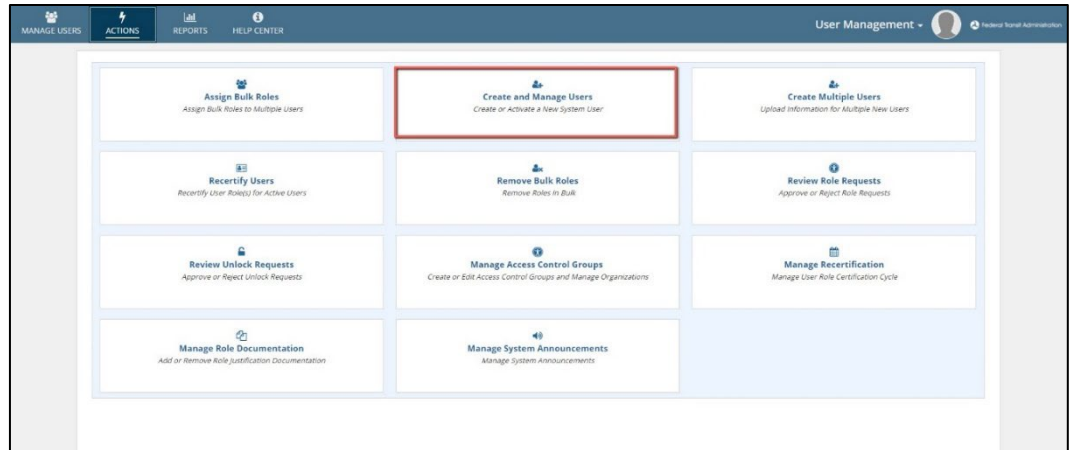 MANAGE USERS
ACTIONS
REPORTS
HELP CENTER
User Management
Federal Transit Administration
Assign Bulk Roles
Assign Bulk Roles to Multiple Users
Create and Manage Users
Create or Activate a New System User
Create Multiple Users
Upload Information for Multiple New Users
Recertify Users
Recertify User Role(s) for Active Users
Remove Bulk Roles
Remove Roles in Bulk
Review Role Requests
Approve or Reject Role Requests
Review Unlock Requests
Approve or Reject Unlock Requests
Manage Access Control Groups
Create or Edit Access Control Groups and Manage Organizations
Manage Recertification
Manage User Role Certification Cycle
Manage Role Documentation
Add or Remove Role Justification Documentation
Manage System Announcements
Manage System Announcements